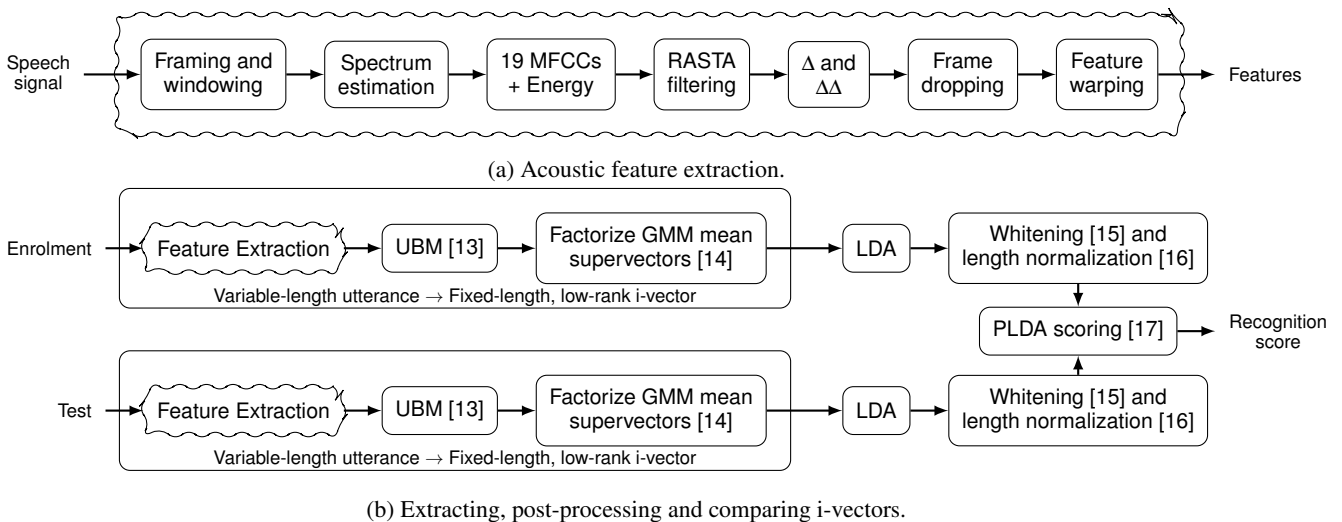 Speech
signal
Framing and
windowing
Spectrum
estimation
19 MFCCs
+ Energy
RASTA
filtering
Δ and
ΔΔ
Frame
dropping
Feature
warping
Features
(a) Acoustic feature extraction.
Enrolment
Feature Extraction
UBM [13]
Factorize GMM mean
supervectors [14]
Variable-length utterance → Fixed-length, low-rank i-vector
LDA
Whitening [15] and
length normalization [16]
PLDA scoring [17]
Recognition
score
Test
Feature Extraction
UBM [13]
Factorize GMM mean
supervectors [14]
Variable-length utterance → Fixed-length, low-rank i-vector
LDA
Whitening [15] and
length normalization [16]
(b) Extracting, post-processing and comparing i-vectors.